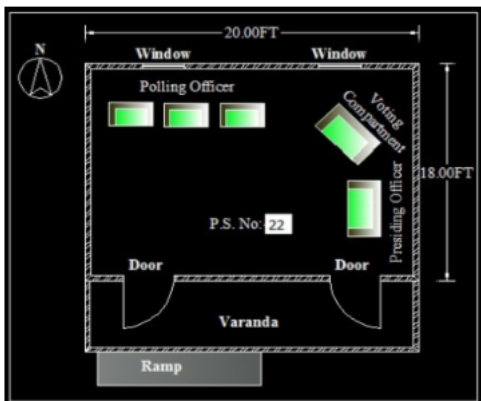 20.00FT
N
Window
Window
Polling Officer
Voting
Compartment
18.00FT
Presiding Officer
P.S. No: 22
Door
Door
Varanda
Ramp